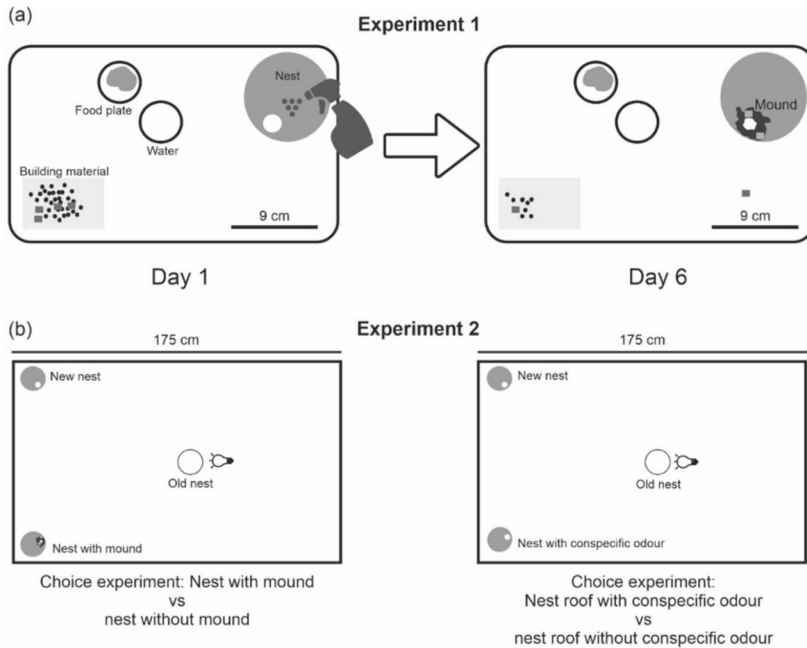 (a)
Experiment 1
Nest
Food plate
Water
Building material
9 cm
Day 1
Mound
9 cm
Day 6
(b)
Experiment 2
175 cm
New nest
Old nest
Nest with mound
Choice experiment: Nest with mound
vs
nest without mound
175 cm
New nest
Old nest
Nest with conspecific odour
Choice experiment:
Nest roof with conspecific odour
vs
nest roof without conspecific odour